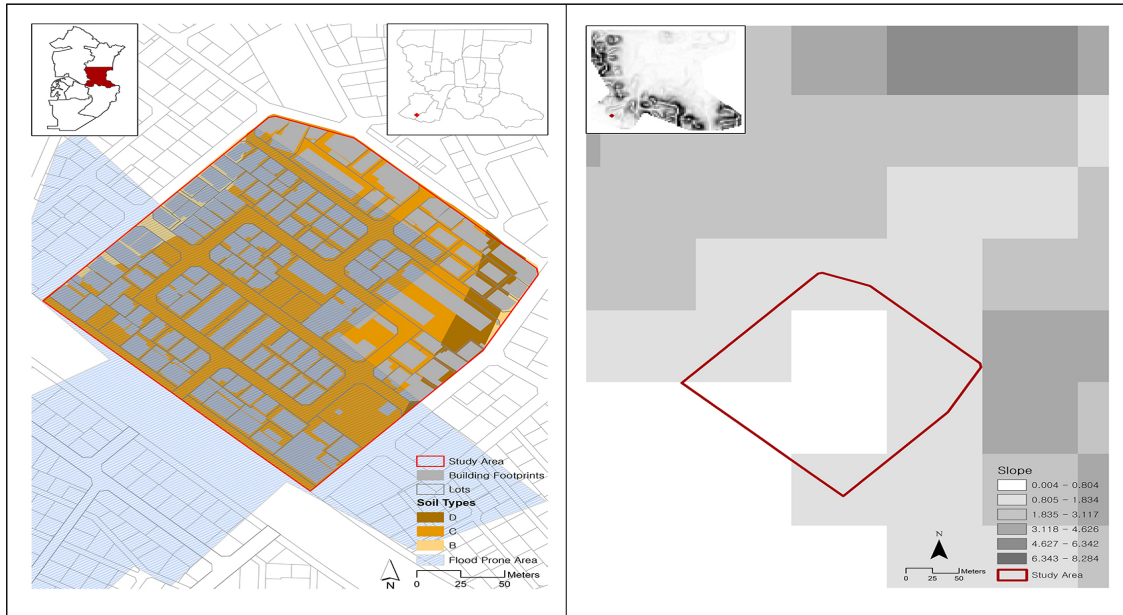 Study Area
Building Footprints
Lots
Soil Types
D
C
B
Flood Prone Area
N
0 25 50 Meters
Slope
0.004 - 0.804
0.805 - 1.834
1.835 - 3.117
3.118 - 4.626
4.627 - 6.342
6.343 - 8.284
Study Area
N
Meters
0 25 50